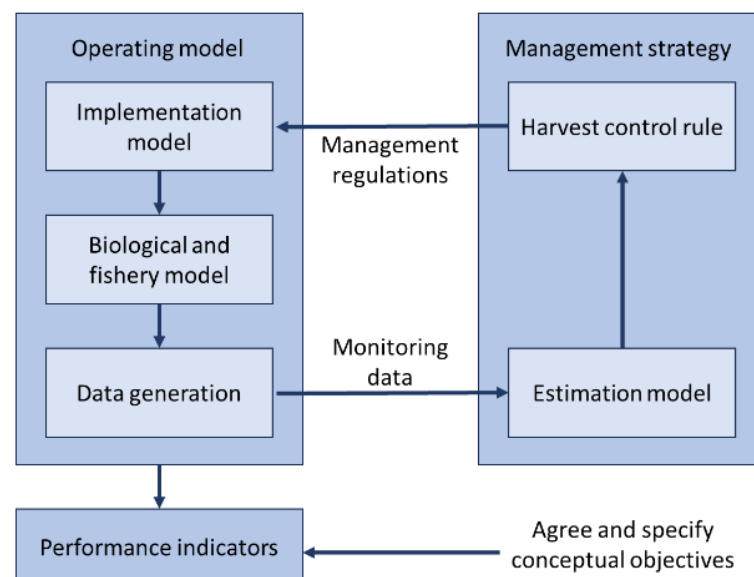 Operating model
Implementation
model
Biological and
fishery model
Data generation
Management
regulations
Monitoring
data
Management strategy
Harvest control rule
Estimation model
Performance indicators
Agree and specify
conceptual objectives